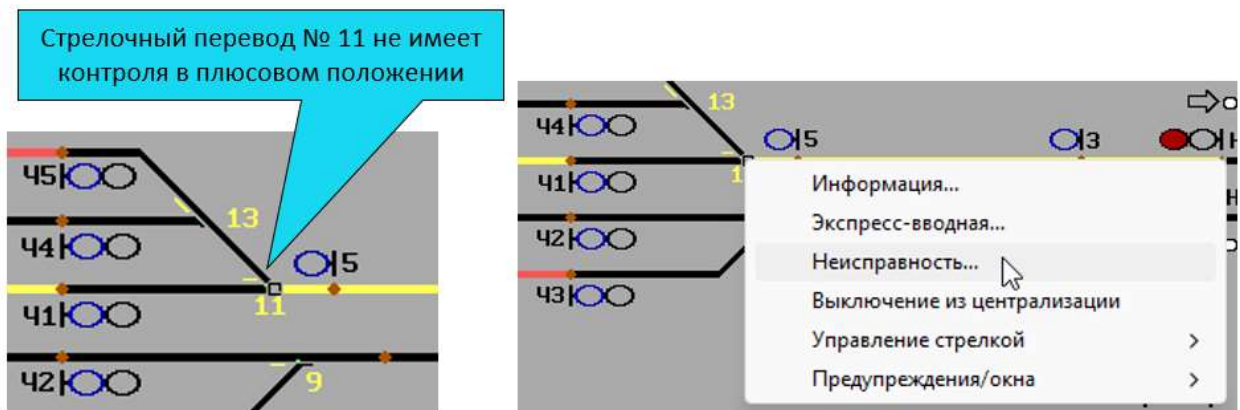 Стрелочный перевод № 11 не имеет
контроля в плюсовом положении
Ч5
13
Ч4
5
Ч1
11
Ч2
9
13
Ч4
5
3
Н
Ч1
1
Н
Ч2
Ч3
Информация...
Экспресс-вводная...
Неисправность...
Выключение из централизации
Управление стрелкой
Предупреждения/окна